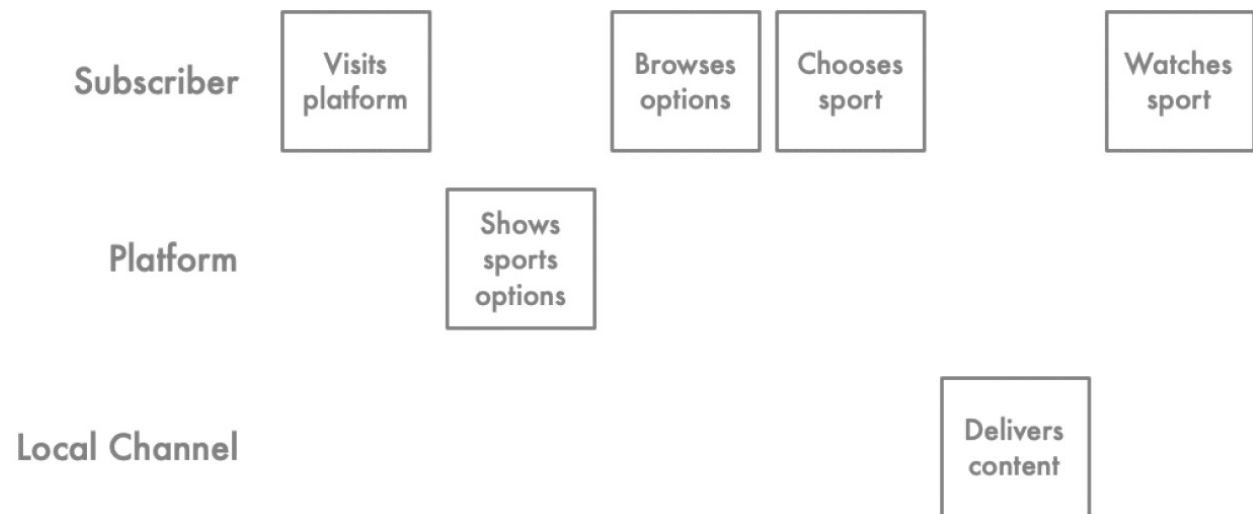 Subscriber
Visits
platform
Browses
options
Chooses
sport
Watches
sport
Platform
Shows
sports
options
Local Channel
Delivers
content